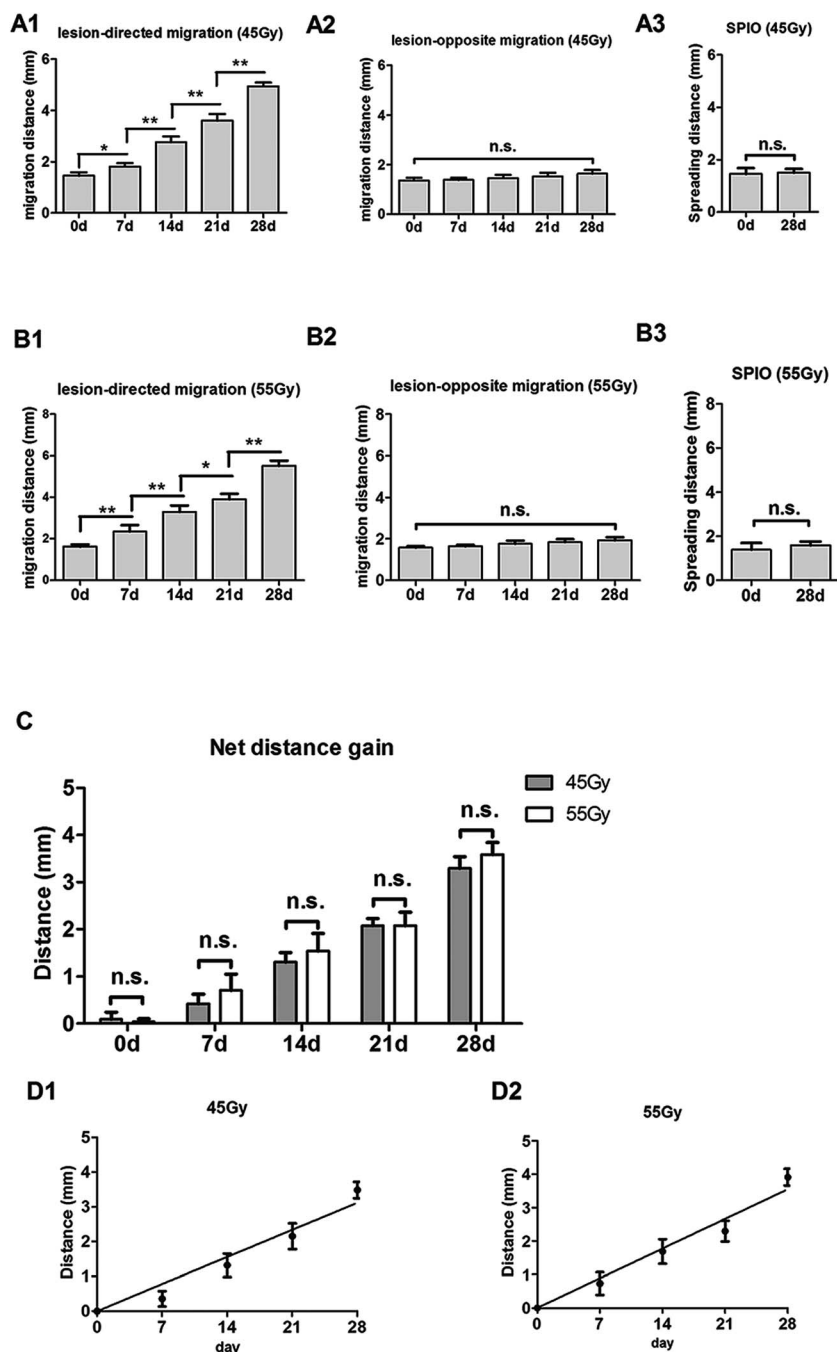 A1
lesion-directed migration (45Gy)
migration distance (mm)
6
4
2
0
*
**
**
**
0d 7d 14d 21d 28d
A2
lesion-opposite migration (45Gy)
migration distance (mm)
6
4
2
0
n.s.
0d 7d 14d 21d 28d
A3
SPIO (45Gy)
Spreading distance (mm)
6
4
2
0
n.s.
0d 28d
B1
lesion-directed migration (55Gy)
migration distance (mm)
8
6
4
2
0
**
**
*
**
0d 7d 14d 21d 28d
B2
lesion-opposite migration (55Gy)
migration distance (mm)
8
6
4
2
0
n.s.
0d 7d 14d 21d 28d
B3
SPIO (55Gy)
Spreading distance (mm)
8
6
4
2
0
n.s.
0d 28d
C
Net distance gain
45Gy
55Gy
Distance (mm)
5
4
3
2
1
0
n.s.
n.s.
n.s.
n.s.
n.s.
0d 7d 14d 21d 28d
D1
45Gy
Distance (mm)
5
4
3
2
1
0
0 7 14 21 28
day
D2
55Gy
Distance (mm)
5
4
3
2
1
0
0 7 14 21 28
day